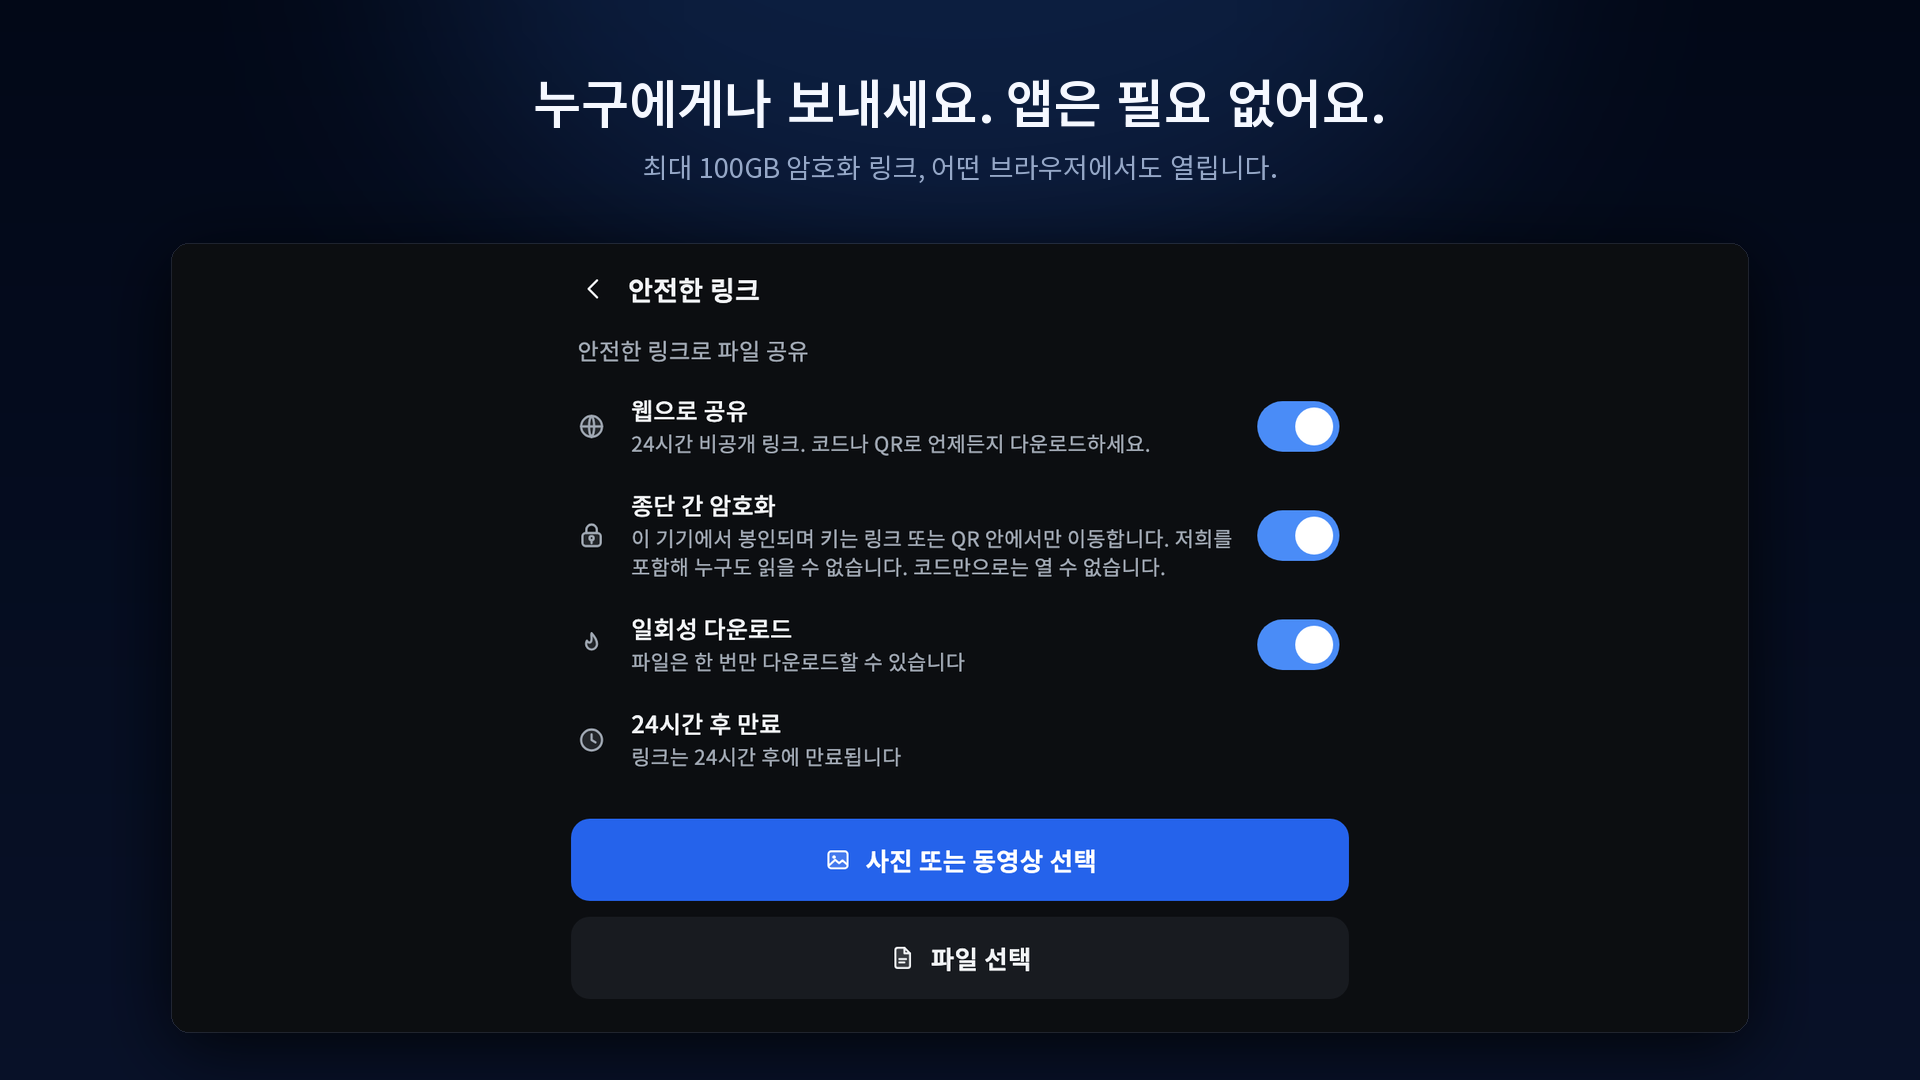 누구에게나 보내세요. 앱은 필요 없어요.
최대 100GB 암호화 링크, 어떤 브라우저에서도 열립니다.
안전한 링크
안전한 링크로 파일 공유
웹으로 공유
24시간 비공개 링크. 코드나 QR로 언제든지 다운로드하세요.
종단 간 암호화
이 기기에서 봉인되며 키는 링크 또는 QR 안에서만 이동합니다. 저희를
포함해 누구도 읽을 수 없습니다. 코드만으로는 열 수 없습니다.
일회성 다운로드
파일은 한 번만 다운로드할 수 있습니다
24시간 후 만료
링크는 24시간 후에 만료됩니다
사진 또는 동영상 선택
파일 선택